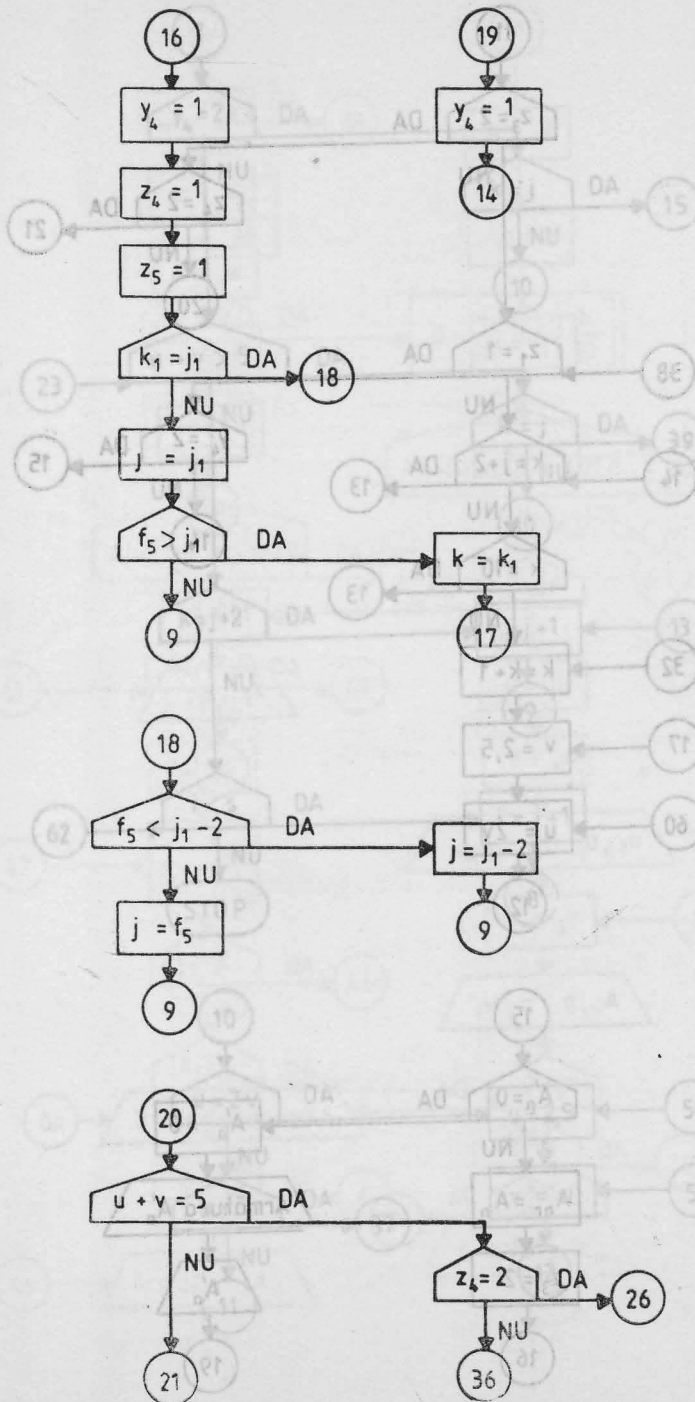 16
y₄ = 1
z₄ = 1
z₅ = 1
k₁ = j₁ DA
18
NU
j = j₁
f₅ > j₁ DA
k = k₁
NU
9
17
19
y₄ = 1
14
18
f₅ < j₁ - 2 DA
j = j₁ - 2
NU
9
j = f₅
9
20
u + v = 5 DA
NU
z₄ = 2 DA
26
NU
21
36